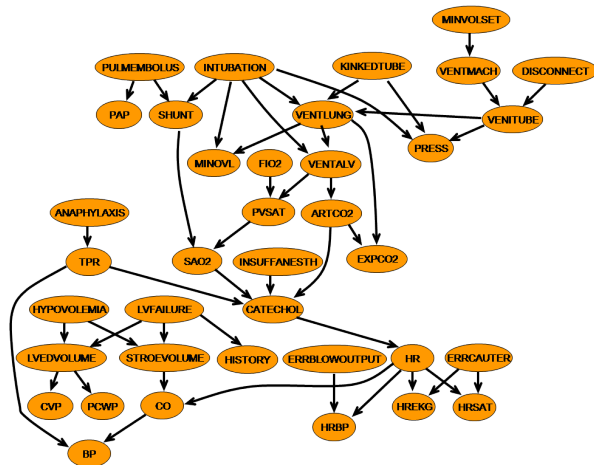 MINVOLSET
PULMEMBOLUS
INTUBATION
KINKEDTUBE
VENTMACH
DISCONNECT
PAP
SHUNT
VENTLUNG
VENITUBE
PRESS
MINOVL
FIO2
VENTALV
ANAPHYLAXIS
PVSAT
ARTCO2
TPR
SAO2
INSUFFANESTH
EXPCO2
HYPOVOLEMIA
LVFAILURE
CATECHOL
LVEDVOLUME
STROEVOLUME
HISTORY
ERRBLOWOUTPUT
HR
ERRCAUTER
CVP
PCWP
CO
HREKG
HRSAT
HRBP
BP